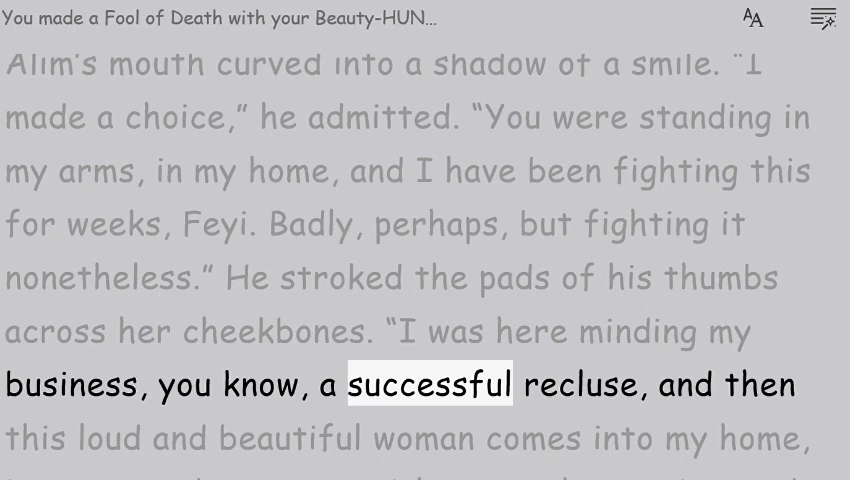 You made a Fool of Death with your Beauty-HUN...
AA
Alim's mouth curved into a shadow of a smile. "I
made a choice," he admitted. "You were standing in
my arms, in my home, and I have been fighting this
for weeks, Feyi. Badly, perhaps, but fighting it
nonetheless." He stroked the pads of his thumbs
across her cheekbones. "I was here minding my
business, you know, a successful recluse, and then
this loud and beautiful woman comes into my home,